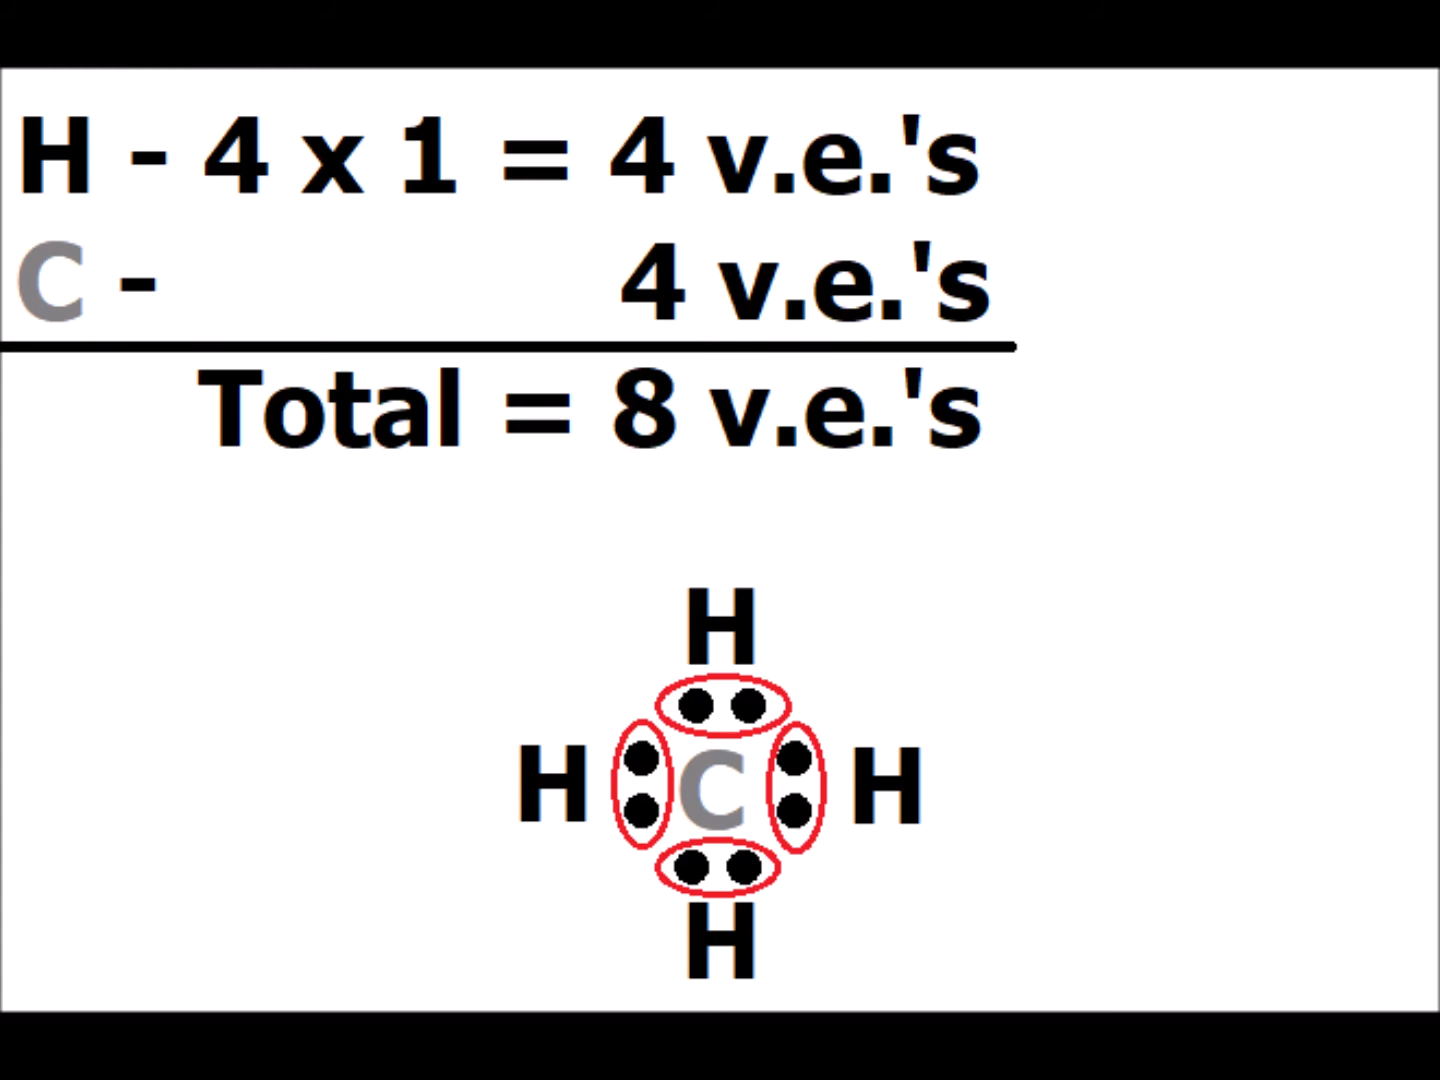 H - 4 x 1 = 4 v.e.'s
C - 4 v.e.'s
Total = 8 v.e.'s
H
H C H
H